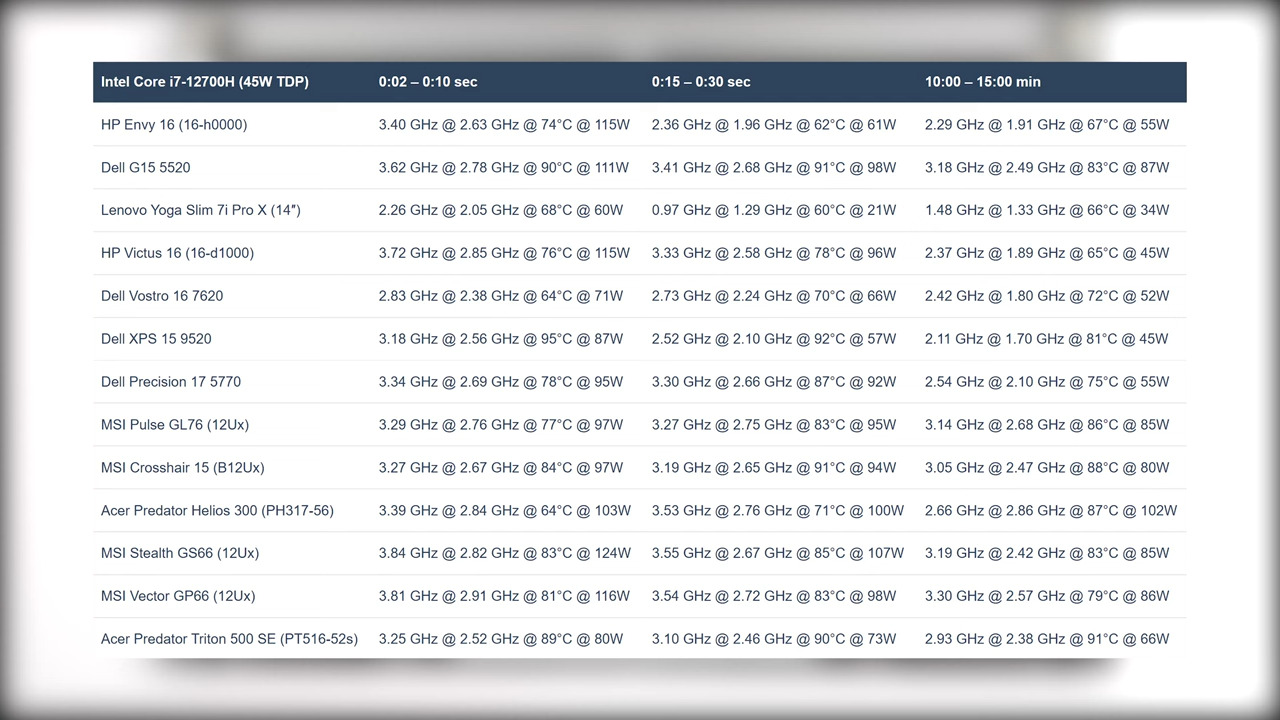 Intel Core i7-12700H (45W TDP) 0:02 – 0:10 sec 0:15 – 0:30 sec 10:00 – 15:00 min
HP Envy 16 (16-h0000) 3.40 GHz @ 2.63 GHz @ 74°C @ 115W 2.36 GHz @ 1.96 GHz @ 62°C @ 61W 2.29 GHz @ 1.91 GHz @ 67°C @ 55W
Dell G15 5520 3.62 GHz @ 2.78 GHz @ 90°C @ 111W 3.41 GHz @ 2.68 GHz @ 91°C @ 98W 3.18 GHz @ 2.49 GHz @ 83°C @ 87W
Lenovo Yoga Slim 7i Pro X (14″) 2.26 GHz @ 2.05 GHz @ 68°C @ 60W 0.97 GHz @ 1.29 GHz @ 60°C @ 21W 1.48 GHz @ 1.33 GHz @ 66°C @ 34W
HP Victus 16 (16-d1000) 3.72 GHz @ 2.85 GHz @ 76°C @ 115W 3.33 GHz @ 2.58 GHz @ 78°C @ 96W 2.37 GHz @ 1.89 GHz @ 65°C @ 45W
Dell Vostro 16 7620 2.83 GHz @ 2.38 GHz @ 64°C @ 71W 2.73 GHz @ 2.24 GHz @ 70°C @ 66W 2.42 GHz @ 1.80 GHz @ 72°C @ 52W
Dell XPS 15 9520 3.18 GHz @ 2.56 GHz @ 95°C @ 87W 2.52 GHz @ 2.10 GHz @ 92°C @ 57W 2.11 GHz @ 1.70 GHz @ 81°C @ 45W
Dell Precision 17 5770 3.34 GHz @ 2.69 GHz @ 78°C @ 95W 3.30 GHz @ 2.66 GHz @ 87°C @ 92W 2.54 GHz @ 2.10 GHz @ 75°C @ 55W
MSI Pulse GL76 (12Ux) 3.29 GHz @ 2.76 GHz @ 77°C @ 97W 3.27 GHz @ 2.75 GHz @ 83°C @ 95W 3.14 GHz @ 2.68 GHz @ 86°C @ 85W
MSI Crosshair 15 (B12Ux) 3.27 GHz @ 2.67 GHz @ 84°C @ 97W 3.19 GHz @ 2.65 GHz @ 91°C @ 94W 3.05 GHz @ 2.47 GHz @ 88°C @ 80W
Acer Predator Helios 300 (PH317-56) 3.39 GHz @ 2.84 GHz @ 64°C @ 103W 3.53 GHz @ 2.76 GHz @ 71°C @ 100W 2.66 GHz @ 2.86 GHz @ 87°C @ 102W
MSI Stealth GS66 (12Ux) 3.84 GHz @ 2.82 GHz @ 83°C @ 124W 3.55 GHz @ 2.67 GHz @ 85°C @ 107W 3.19 GHz @ 2.42 GHz @ 83°C @ 85W
MSI Vector GP66 (12Ux) 3.81 GHz @ 2.91 GHz @ 81°C @ 116W 3.54 GHz @ 2.72 GHz @ 83°C @ 98W 3.30 GHz @ 2.57 GHz @ 79°C @ 86W
Acer Predator Triton 500 SE (PT516-52s) 3.25 GHz @ 2.52 GHz @ 89°C @ 80W 3.10 GHz @ 2.46 GHz @ 90°C @ 73W 2.93 GHz @ 2.38 GHz @ 91°C @ 66W